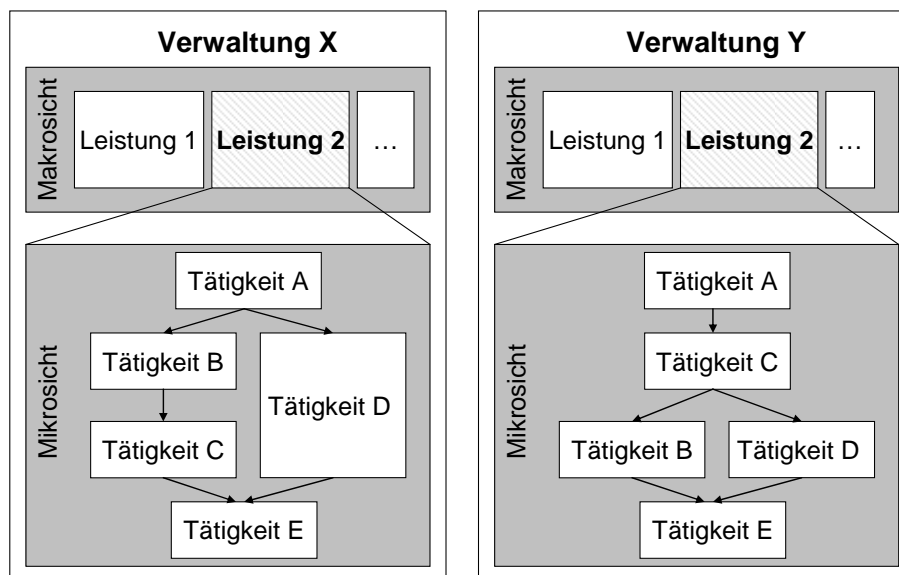 Verwaltung X
Makrosicht
Leistung 1
Leistung 2
...
Mikrosicht
Tätigkeit A
Tätigkeit B
Tätigkeit D
Tätigkeit C
Tätigkeit E
Verwaltung Y
Makrosicht
Leistung 1
Leistung 2
...
Mikrosicht
Tätigkeit A
Tätigkeit C
Tätigkeit B
Tätigkeit D
Tätigkeit E